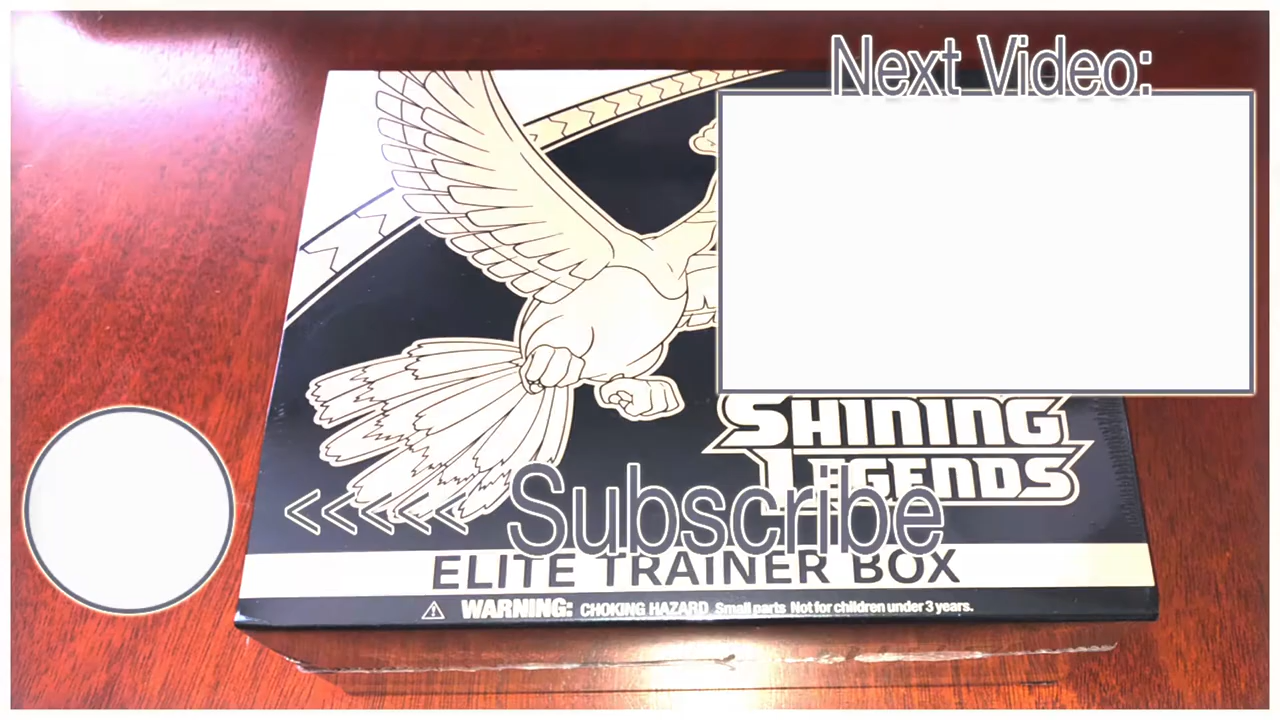 Next Video:
SHINING
LEGENDS
<<<<< Subscribe
ELITE TRAINER BOX
WARNING: CHOKING HAZARD Small parts Not for children under 3 years.